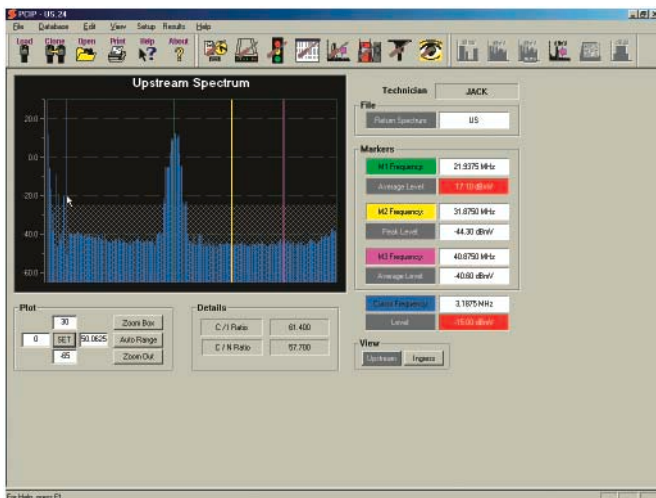 PCIP - US.24
File Database Edit View Setup Results Help
Load Clone Open Print Help About
Upstream Spectrum
20.0
0.0
-20.0
-40.0
-60.0
Technician JACK
File
Return Spectrum US
Markers
M1 Frequency: 21.9375 MHz
Average Level: 17.10 dBmV
M2 Frequency: 31.8750 MHz
Peak Level: -44.30 dBmV
M3 Frequency: 40.8750 MHz
Average Level: -40.60 dBmV
Cursor Frequency: 3.1875 MHz
Level: -15.00 dBmV
Plot
30 Zoom Box
0 SET 50.0625 Auto Range
-65 Zoom Out
Details
C / I Ratio 61.400
C / N Ratio 57.700
View
Upstream Ingress
For Help, press F1